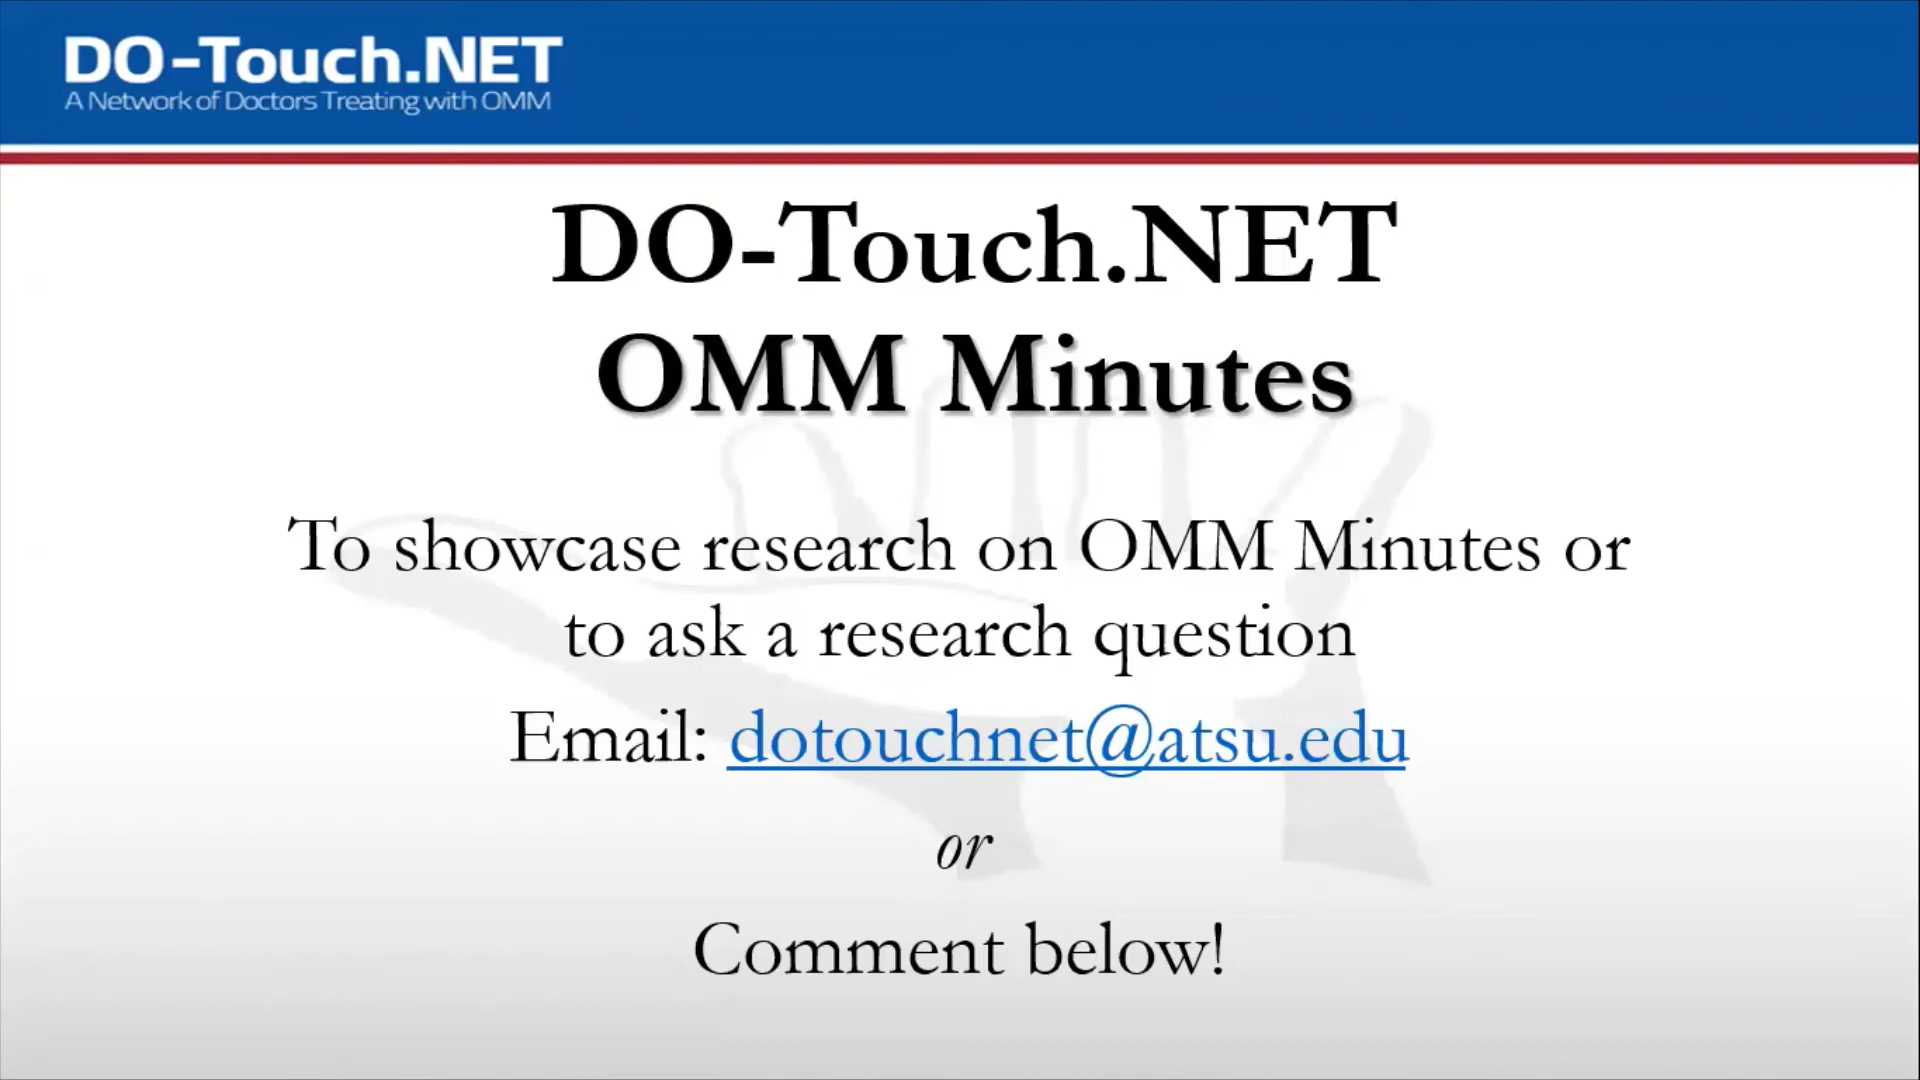 DO-Touch.NET
A Network of Doctors Treating with OMM
DO-Touch.NET
OMM Minutes
To showcase research on OMM Minutes or
to ask a research question
Email: dotouchnet@atsu.edu
or
Comment below!